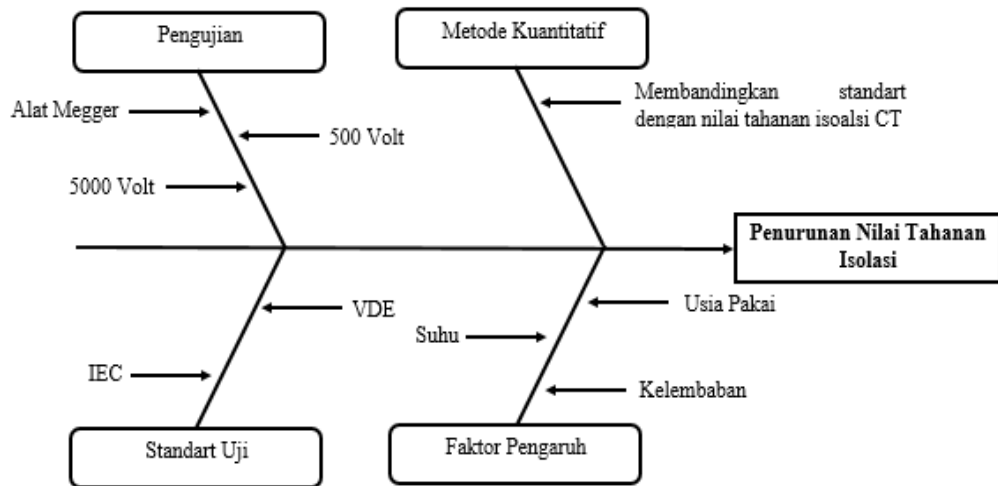 Pengujian
Metode Kuantitatif
Alat Megger
500 Volt
5000 Volt
Membandingkan standart
dengan nilai tahanan isoalsi CT
Penurunan Nilai Tahanan
Isolasi
VDE
IEC
Usia Pakai
Suhu
Kelembaban
Standart Uji
Faktor Pengaruh